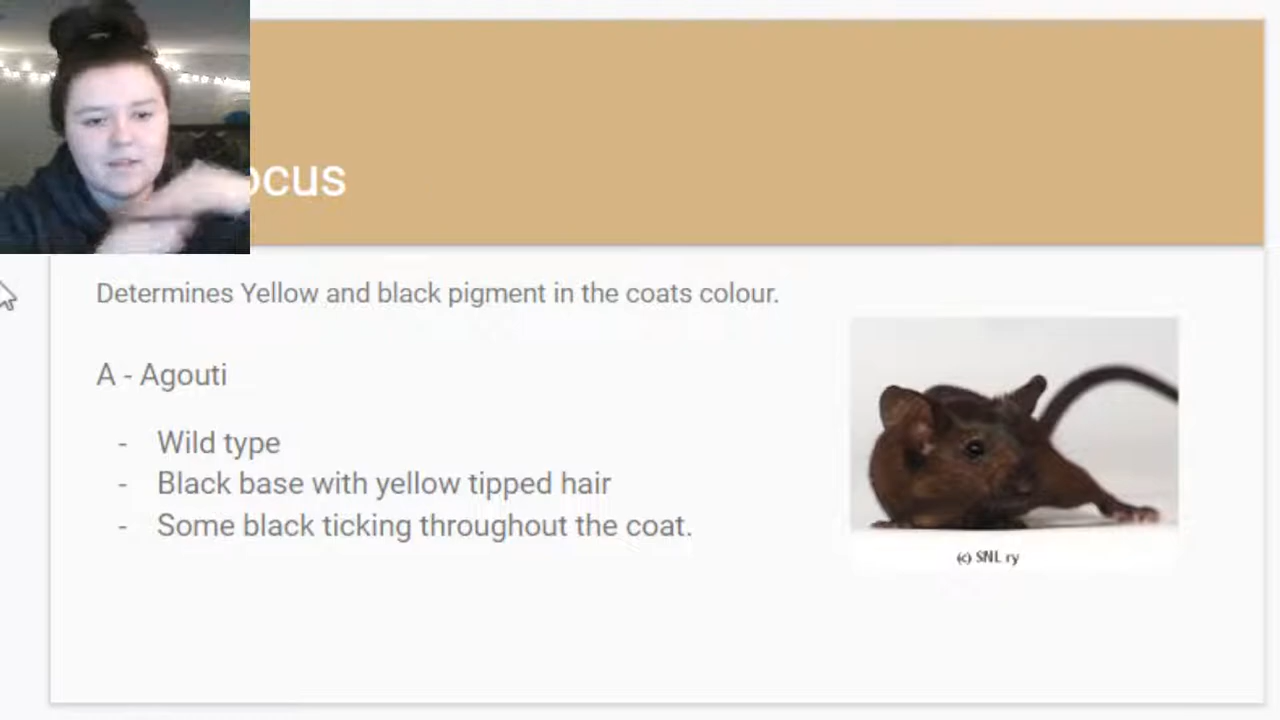 ocus
Determines Yellow and black pigment in the coats colour.
A - Agouti
- Wild type
- Black base with yellow tipped hair
- Some black ticking throughout the coat.
(c) SNL ry